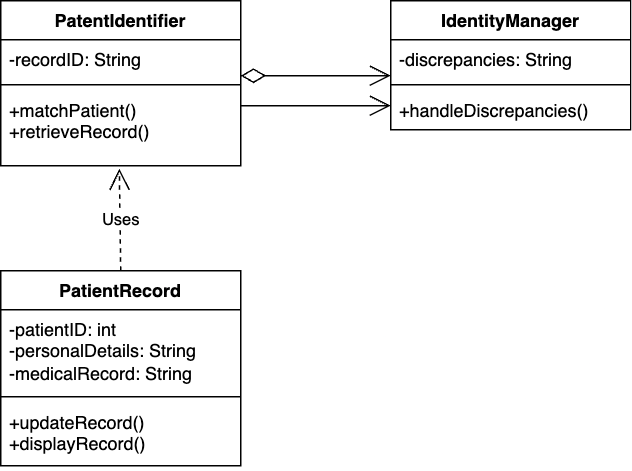 PatentIdentifier
-recordID: String
+matchPatient()
+retrieveRecord()
IdentityManager
-discrepancies: String
+handleDiscrepancies()
Uses
PatientRecord
-patientID: int
-personalDetails: String
-medicalRecord: String
+updateRecord()
+displayRecord()